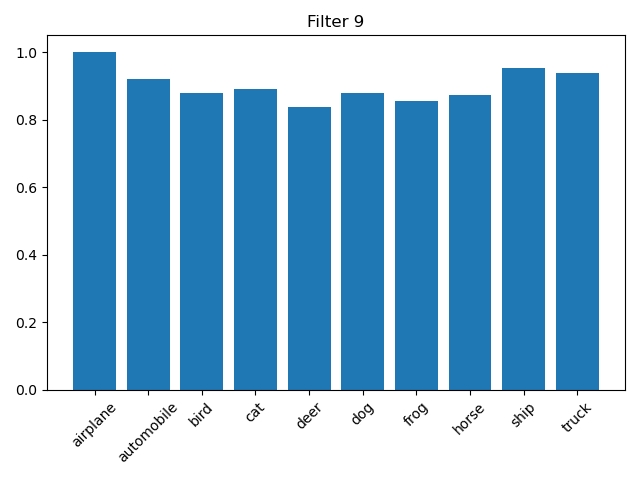 Filter 9
1.0
0.8
0.6
0.4
0.2
0.0
airplane
automobile
bird
cat
deer
dog
frog
horse
ship
truck